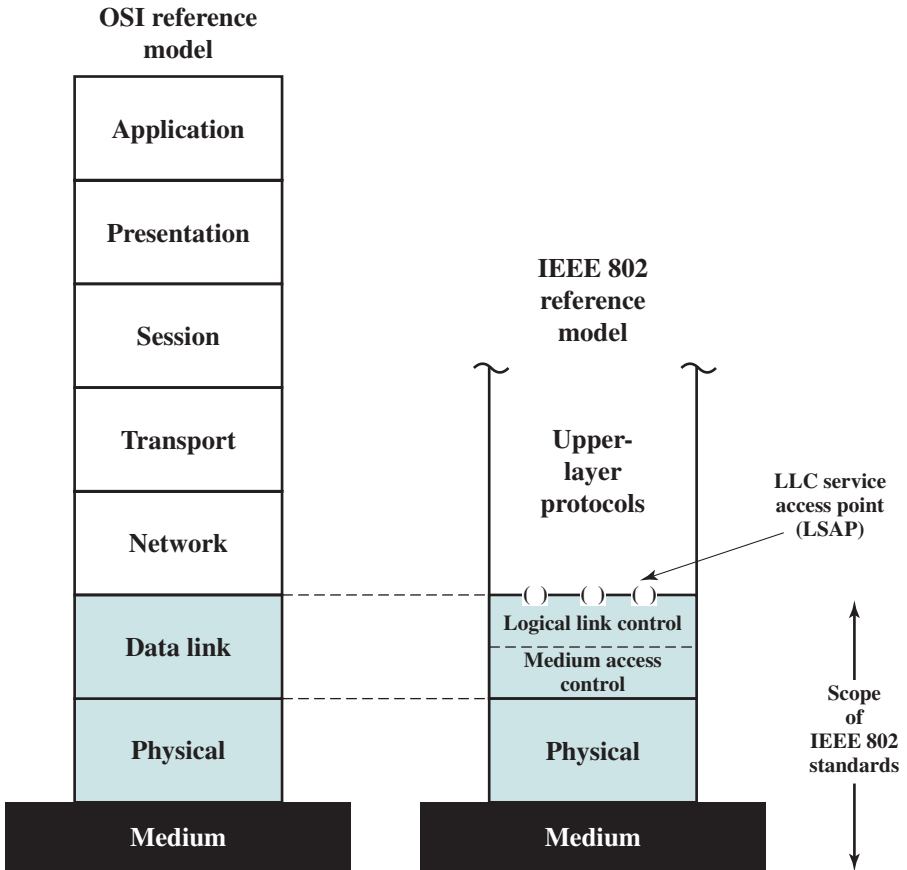 OSI reference
model
Application
Presentation
Session
Transport
Network
Data link
Physical
Medium
IEEE 802
reference
model
Upper-
layer
protocols
LLC service
access point
(LSAP)
Logical link control
Medium access
control
Physical
Medium
Scope
of
IEEE 802
standards